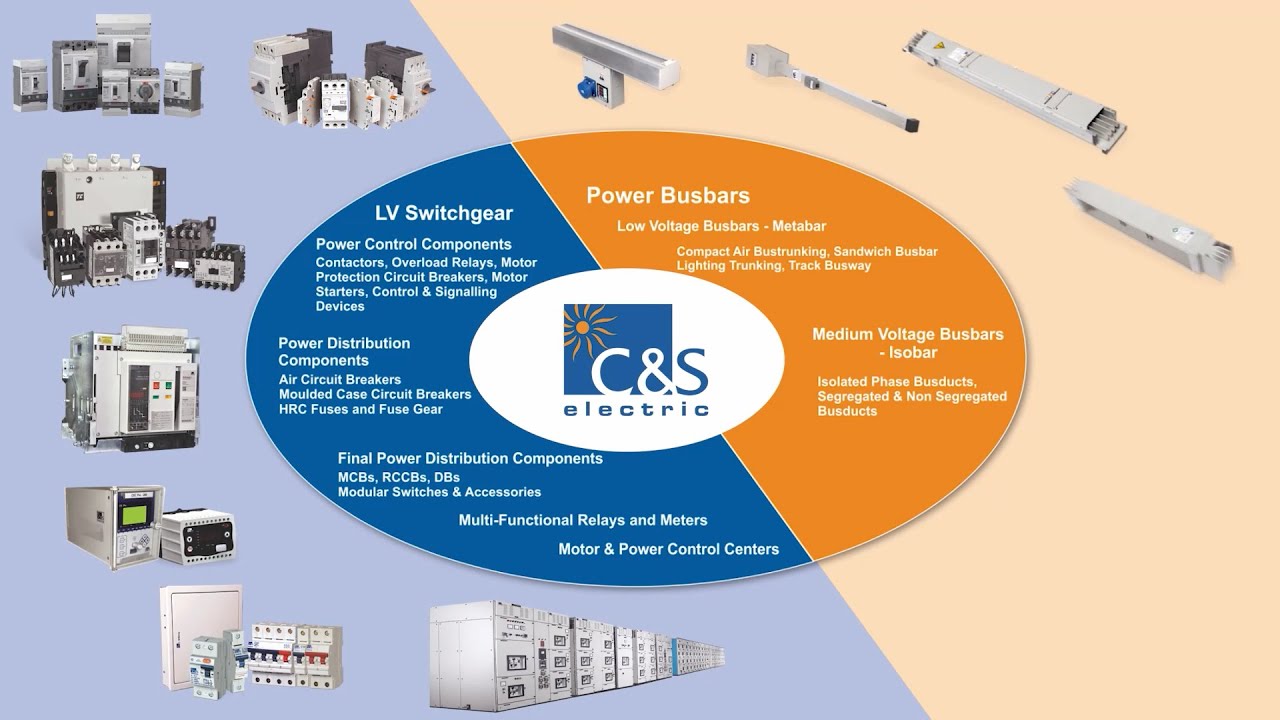 LV Switchgear
Power Control Components
Contactors, Overload Relays, Motor
Protection Circuit Breakers, Motor
Starters, Control & Signalling
Devices
Power Distribution
Components
Air Circuit Breakers
Moulded Case Circuit Breakers
HRC Fuses and Fuse Gear
Final Power Distribution Components
MCBs, RCCBs, DBs
Modular Switches & Accessories
Multi-Functional Relays and Meters
Motor & Power Control Centers
Power Busbars
Low Voltage Busbars - Metabar
Compact Air Bustrunking, Sandwich Busbar
Lighting Trunking, Track Busway
Medium Voltage Busbars
- Isobar
Isolated Phase Busducts,
Segregated & Non Segregated
Busducts
C&S
electric